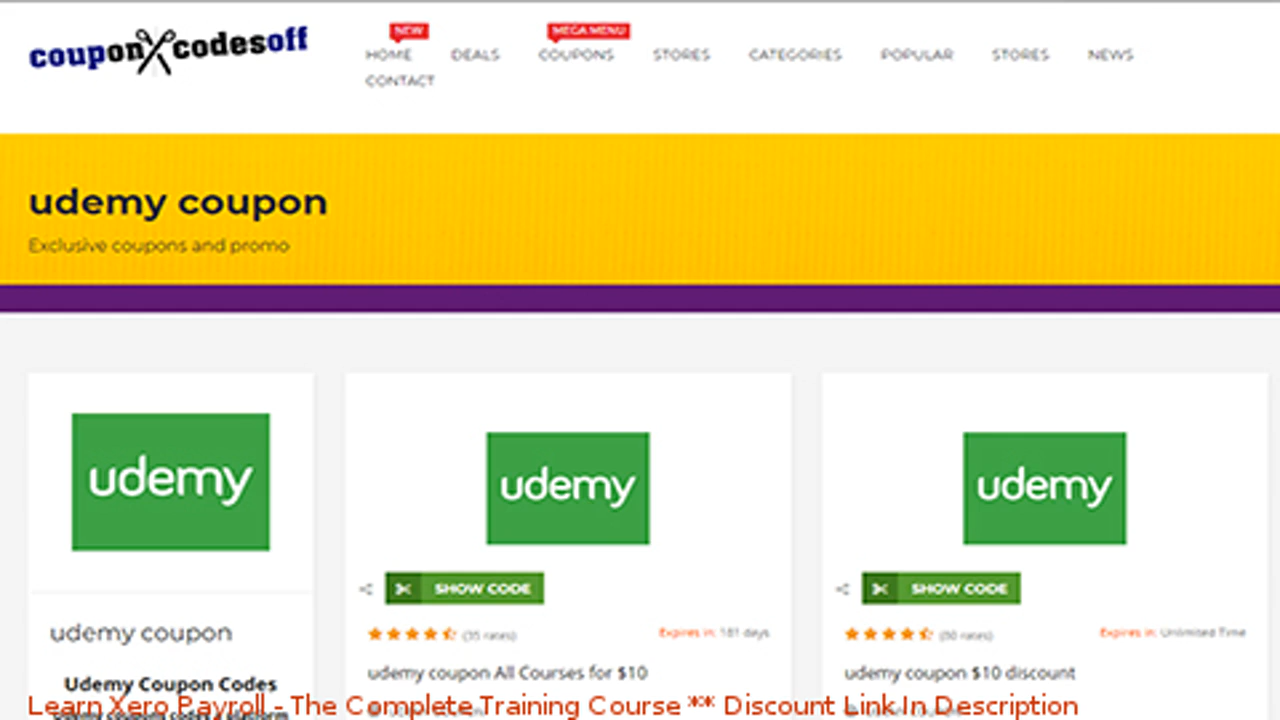 couponcodesoff
NEW
MEGA MENU
HOME DEALS COUPONS STORES CATEGORIES POPULAR STORES NEWS
CONTACT
udemy coupon
Exclusive coupons and promo
udemy
udemy coupon
Udemy Coupon Codes
udemy
SHOW CODE
(35 rates) Expires in: 181 days
udemy coupon All Courses for $10
udemy
SHOW CODE
Expires in: Unlimited Time
udemy coupon $10 discount
Learn Xero Payroll - The Complete Training Course ** Discount Link In Description